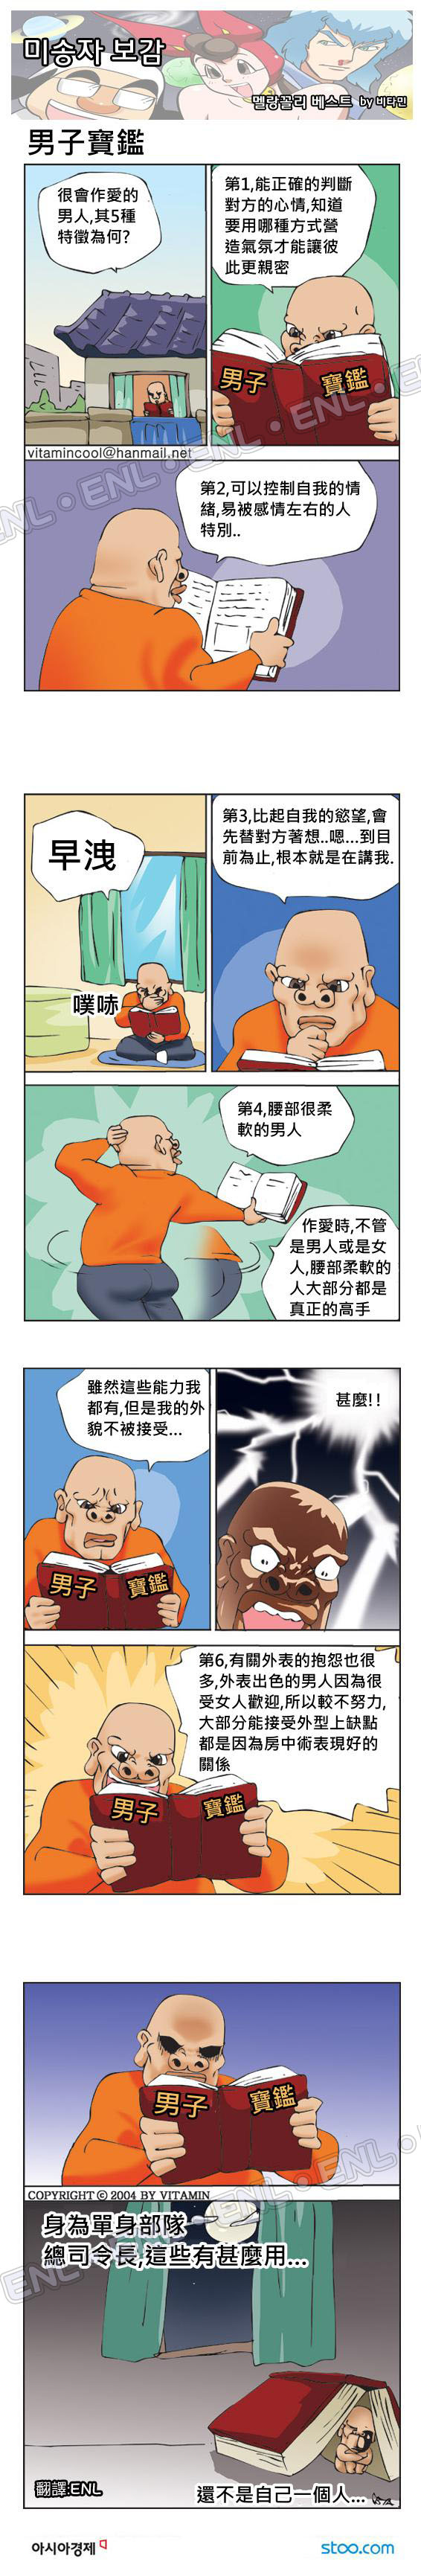 미송자 보감
멜랑꼴리 베스트 by 비타민
男子寶鑑
很會作愛的
男人,其5種
特徵為何?
第1,能正確的判斷
對方的心情,知道
要用哪種方式營
造氣氛才能讓彼
此更親密
男子 寶鑑
vitamincool@hanmail.net
第2,可以控制自我的情
緒,易被感情左右的人
特別..
早洩
噗哧
第3,比起自我的慾望,會
先替對方著想..嗯...到目
前為止,根本就是在講我.
第4,腰部很柔
軟的男人
作愛時,不管
是男人或是女
人,腰部柔軟的
人大部分都是
真正的高手
雖然這些能力我
都有,但是我的外
貌不被接受...
男子 寶鑑
甚麼!!
第6,有關外表的抱怨也很
多,外表出色的男人因為很
受女人歡迎,所以較不努力,
大部分能接受外型上缺點
都是因為房中術表現好的
關係
男子 寶鑑
男子 寶鑑
COPYRIGHT © 2004 BY VITAMIN
身為單身部隊
總司令長,這些有甚麼用...
翻譯:ENL
還不是自己一個人...
아시아경제
stoo.com
ENL • ENL • ENL • ENL
ENL • ENL • ENL • ENL